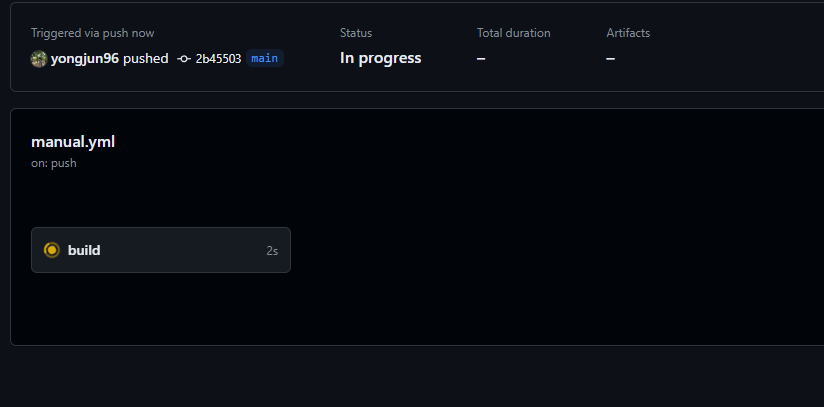 Triggered via push now
yongjun96 pushed 2b45503 main
Status
In progress
Total duration
–
Artifacts
–
manual.yml
on: push
build 2s